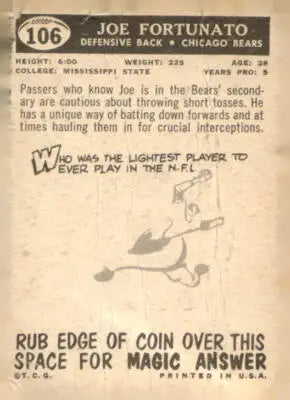 106
JOE FORTUNATO
DEFENSIVE BACK • CHICAGO BEARS
HEIGHT: 6:00 WEIGHT: 225 AGE: 28
COLLEGE: MISSISSIPPI STATE YEARS PRO: 5
Passers who know Joe is in the Bears' second-
ary are cautious about throwing short tosses. He
has a unique way of batting down forwards and at
times hauling them in for crucial interceptions.
WHO WAS THE LIGHTEST PLAYER TO
EVER PLAY IN THE N.F.L.
RUB EDGE OF COIN OVER THIS
SPACE FOR MAGIC ANSWER
©T.C.G. PRINTED IN U.S.A.